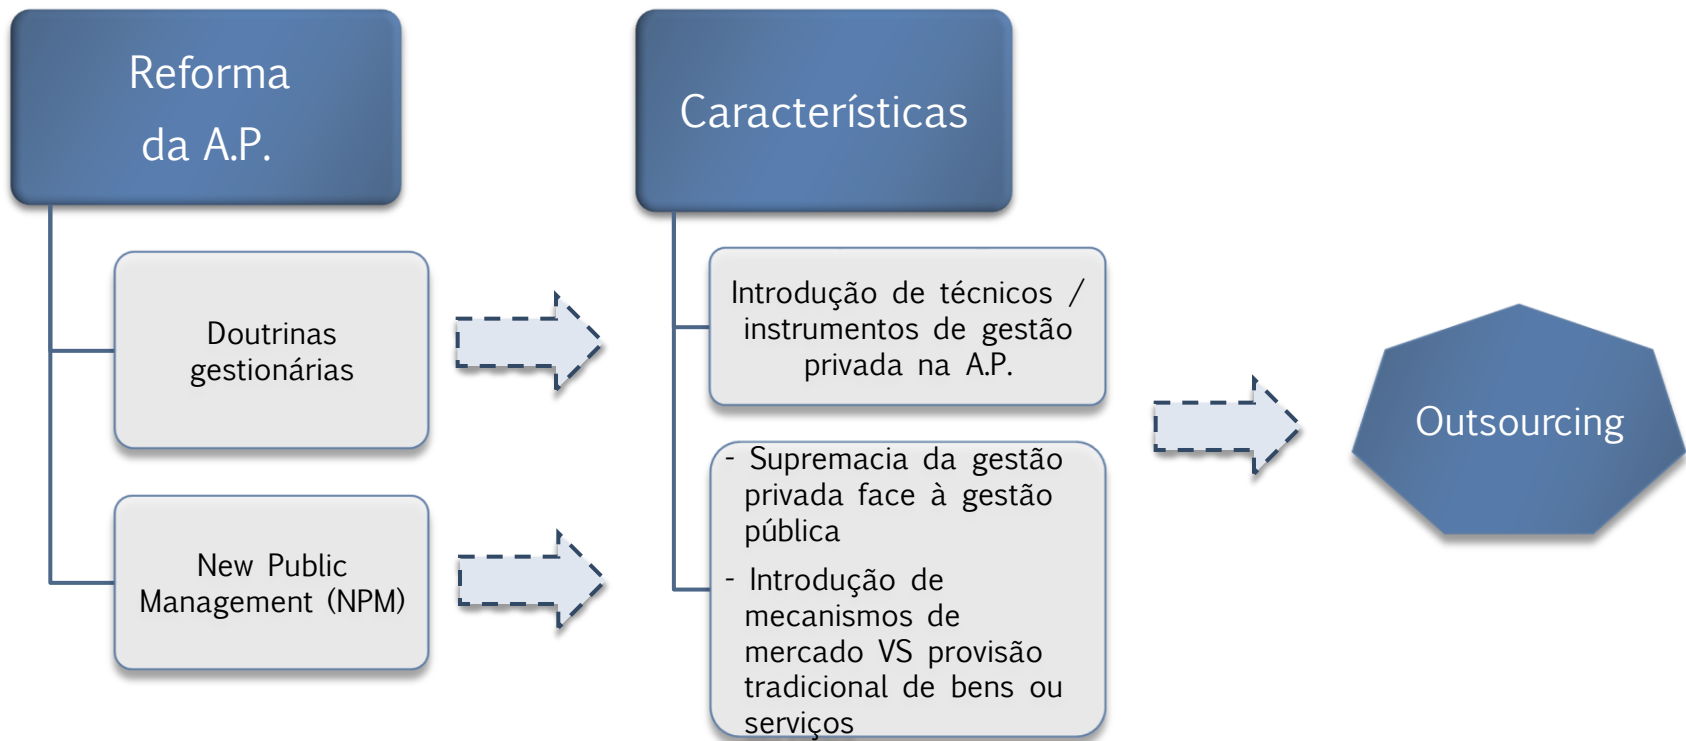 Reforma
da A.P.
Doutrinas
gestionárias
New Public
Management (NPM)
Características
Introdução de técnicos /
instrumentos de gestão
privada na A.P.
- Supremacia da gestão
privada face à gestão
pública
- Introdução de
mecanismos de
mercado VS provisão
tradicional de bens ou
serviços
Outsourcing